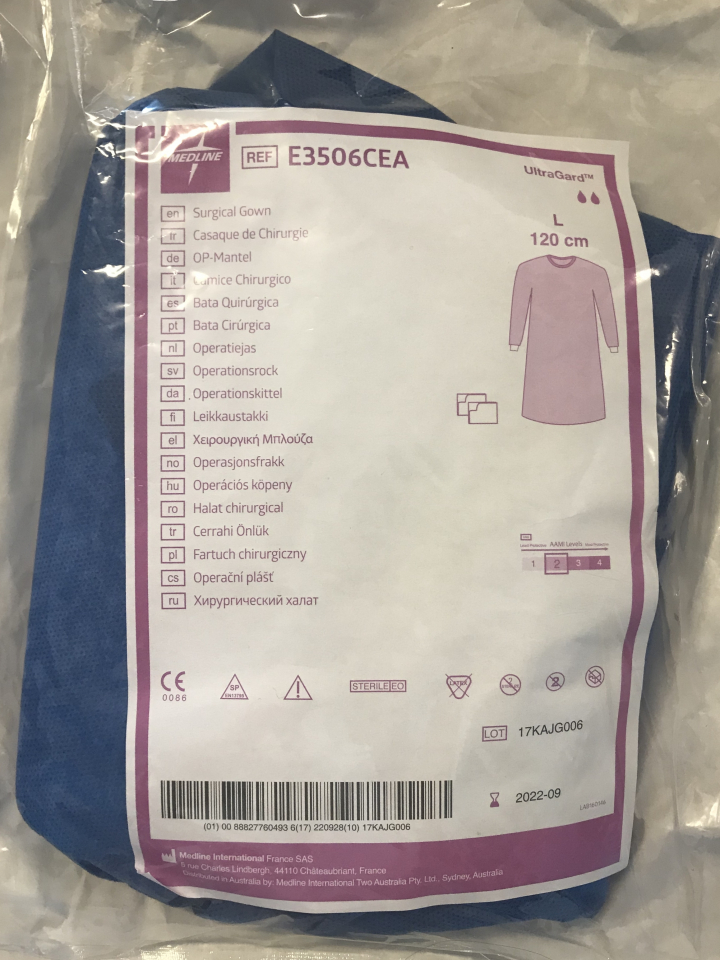 MEDLINE
REF E3506CEA
UltraGard™
L
120 cm
en Surgical Gown
fr Casaque de Chirurgie
de OP-Mantel
it Camice Chirurgico
es Bata Quirúrgica
pt Bata Cirúrgica
nl Operatiejas
sv Operationsrock
da Operationskittel
fi Leikkaustakki
el Χειρουργική Μπλούζα
no Operasjonsfrakk
hu Operációs köpeny
ro Halat chirurgical
tr Cerrahi Önlük
pl Fartuch chirurgiczny
cs Operační plášť
ru Хирургический халат
AAMI Levels
1 2 3 4
CE
0086
SP
EN13795
STERILE EO
LATEX
2
2
LOT 17KAJG006
2022-09
(01) 00 88827760493 6(17) 220928(10) 17KAJG006
Medline International France SAS
5 rue Charles Lindbergh, 44110 Châteaubriant, France
Distributed in Australia by: Medline International Two Australia Pty. Ltd., Sydney, Australia